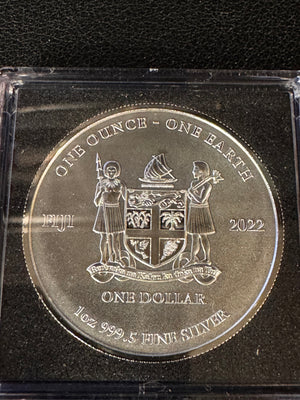 ONE OUNCE - ONE EARTH
FIJI
2022
ONE DOLLAR
1oz 999.5 FINE SILVER